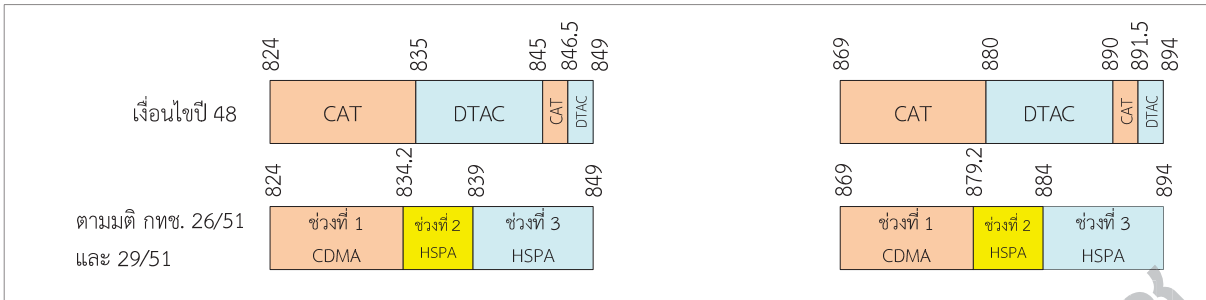 824 835 845 846.5 849 869 880 890 891.5 894
เงื่อนไขปี 48 CAT DTAC CAT DTAC CAT DTAC CAT DTAC
824 834.2 839 849 869 879.2 884 894
ตามมติ กทช. 26/51 ช่วงที่ 1 ช่วงที่ 2 ช่วงที่ 3 ช่วงที่ 1 ช่วงที่ 2 ช่วงที่ 3
และ 29/51 CDMA HSPA HSPA CDMA HSPA HSPA